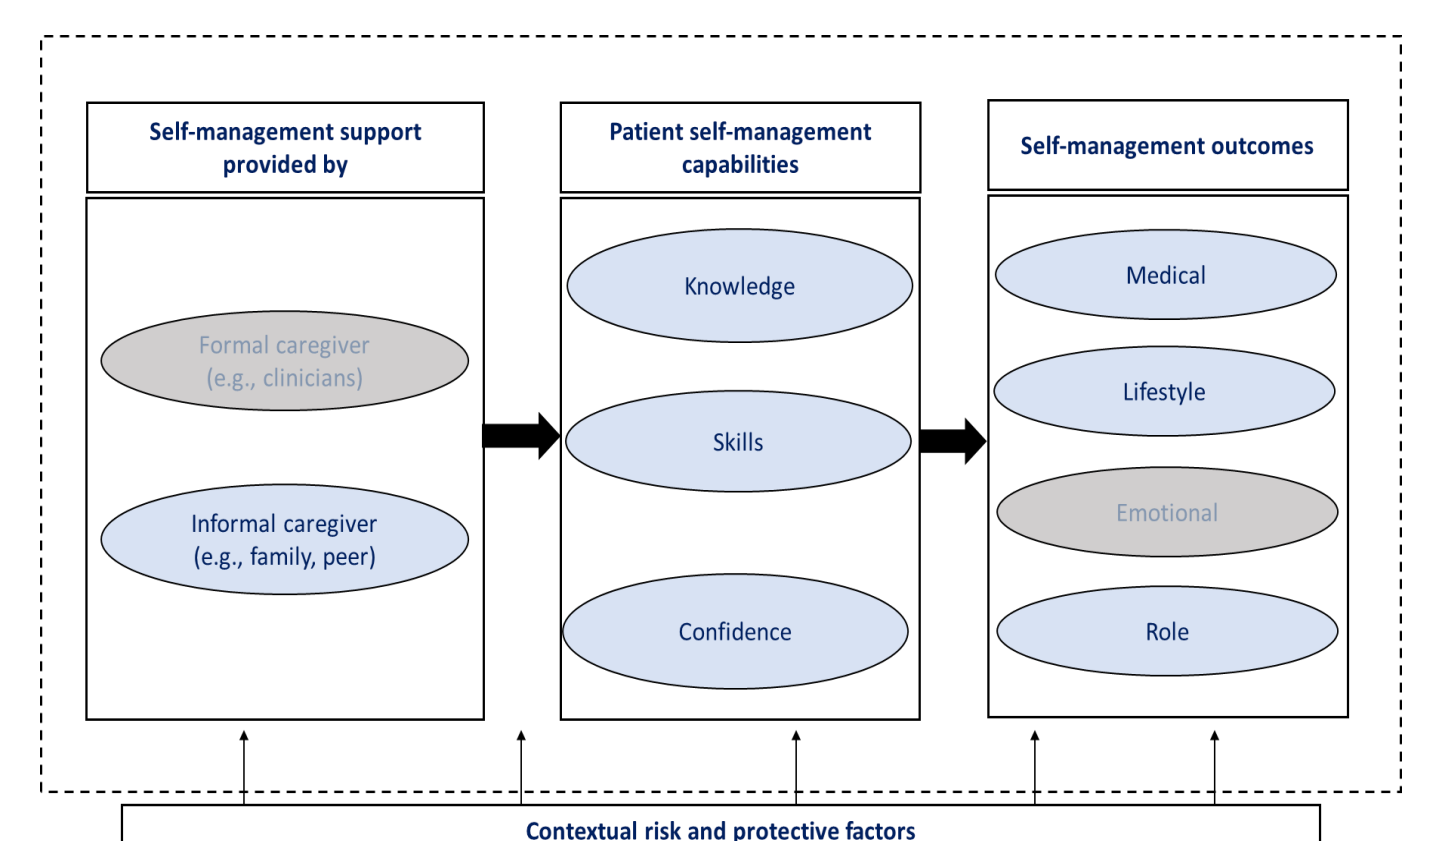 Self-management support
provided by
Patient self-management
capabilities
Self-management outcomes
Formal caregiver
(e.g., clinicians)
Informal caregiver
(e.g., family, peer)
Knowledge
Skills
Confidence
Medical
Lifestyle
Emotional
Role
Contextual risk and protective factors